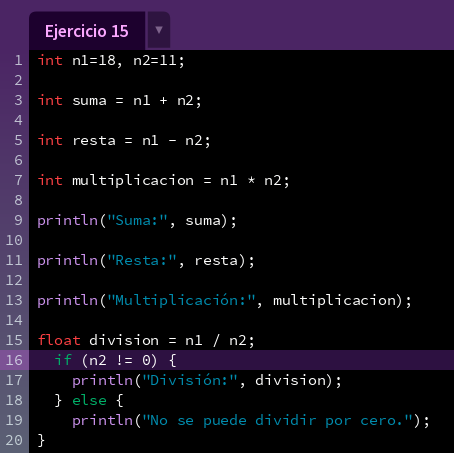 Ejercicio 15 ▼
1 int n1=18, n2=11;
2
3 int suma = n1 + n2;
4
5 int resta = n1 - n2;
6
7 int multiplicacion = n1 * n2;
8
9 println("Suma:", suma);
10
11 println("Resta:", resta);
12
13 println("Multiplicación:", multiplicacion);
14
15 float division = n1 / n2;
16   if (n2 != 0) {
17     println("División:", division);
18   } else {
19     println("No se puede dividir por cero.");
20 }